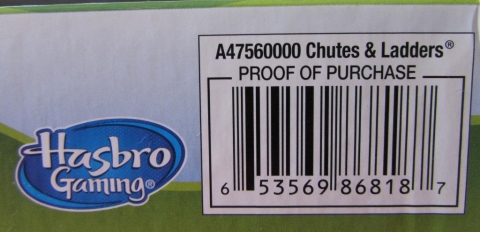 A47560000 Chutes & Ladders®
PROOF OF PURCHASE
6 53569 86818 7
Hasbro
Gaming®